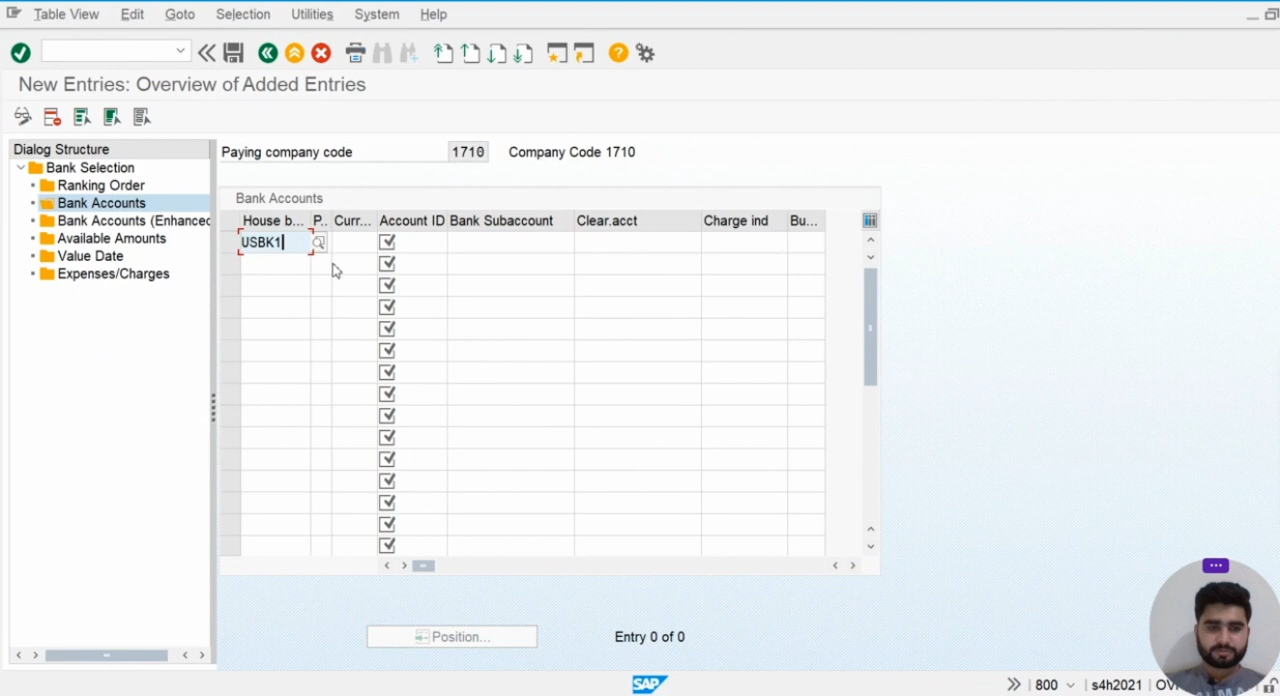 Table View Edit Goto Selection Utilities System Help
New Entries: Overview of Added Entries
Dialog Structure
Bank Selection
Ranking Order
Bank Accounts
Bank Accounts (Enhanced
Available Amounts
Value Date
Expenses/Charges
Paying company code 1710 Company Code 1710
Bank Accounts
House b... P.. Curr... Account ID Bank Subaccount Clear.acct Charge ind Bu...
USBK1
Position... Entry 0 of 0
SAP 800 s4h2021